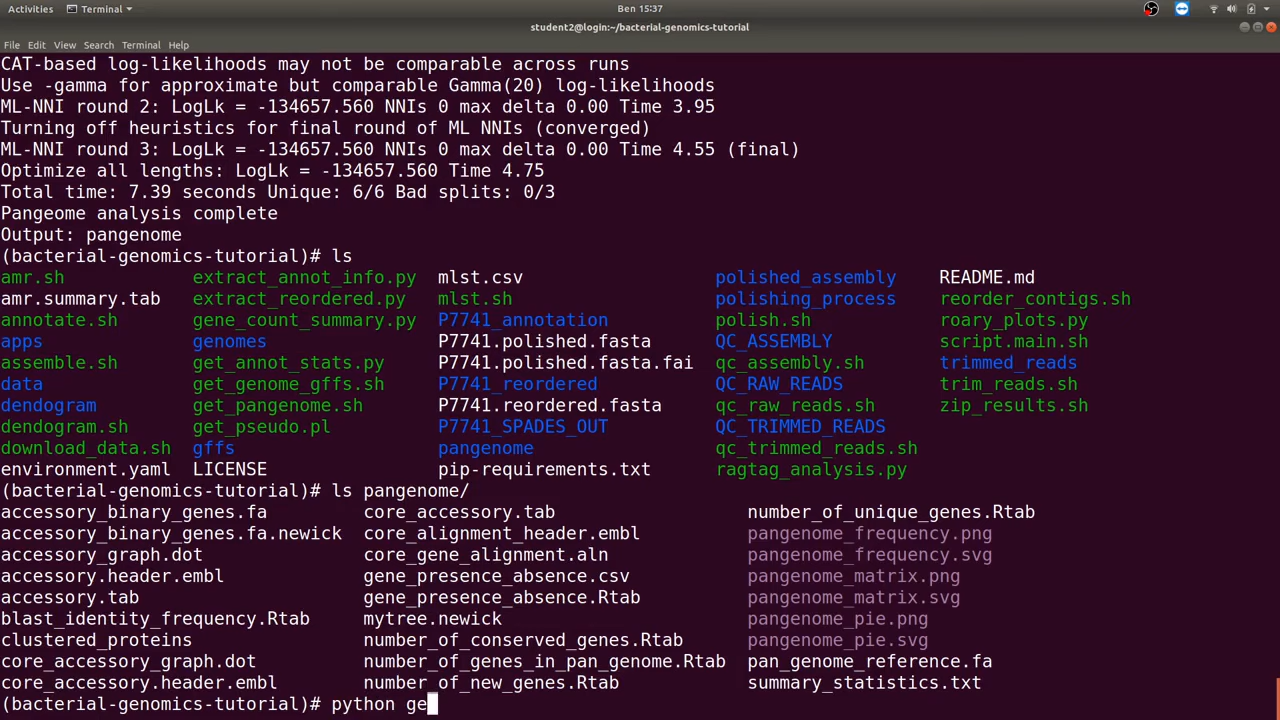 Activities Terminal Ben 15:37
student2@login:~/bacterial-genomics-tutorial
File Edit View Search Terminal Help
CAT-based log-likelihoods may not be comparable across runs
Use -gamma for approximate but comparable Gamma(20) log-likelihoods
ML-NNI round 2: LogLk = -134657.560 NNIs 0 max delta 0.00 Time 3.95
Turning off heuristics for final round of ML NNIs (converged)
ML-NNI round 3: LogLk = -134657.560 NNIs 0 max delta 0.00 Time 4.55 (final)
Optimize all lengths: LogLk = -134657.560 Time 4.75
Total time: 7.39 seconds Unique: 6/6 Bad splits: 0/3
Pangeome analysis complete
Output: pangenome
(bacterial-genomics-tutorial)# ls
amr.sh extract_annot_info.py mlst.csv polished_assembly README.md
amr.summary.tab extract_reordered.py mlst.sh polishing_process reorder_contigs.sh
annotate.sh gene_count_summary.py P7741_annotation polish.sh roary_plots.py
apps genomes P7741.polished.fasta QC_ASSEMBLY script.main.sh
assemble.sh get_annot_stats.py P7741.polished.fasta.fai qc_assembly.sh trimmed_reads
data get_genome_gffs.sh P7741_reordered QC_RAW_READS trim_reads.sh
dendogram get_pangenome.sh P7741.reordered.fasta qc_raw_reads.sh zip_results.sh
dendogram.sh get_pseudo.pl P7741_SPADES_OUT QC_TRIMMED_READS
download_data.sh gffs pangenome qc_trimmed_reads.sh
environment.yaml LICENSE pip-requirements.txt ragtag_analysis.py
(bacterial-genomics-tutorial)# ls pangenome/
accessory_binary_genes.fa core_accessory.tab number_of_unique_genes.Rtab
accessory_binary_genes.fa.newick core_alignment_header.embl pangenome_frequency.png
accessory_graph.dot core_gene_alignment.aln pangenome_frequency.svg
accessory.header.embl gene_presence_absence.csv pangenome_matrix.png
accessory.tab gene_presence_absence.Rtab pangenome_matrix.svg
blast_identity_frequency.Rtab mytree.newick pangenome_pie.png
clustered_proteins number_of_conserved_genes.Rtab pangenome_pie.svg
core_accessory_graph.dot number_of_genes_in_pan_genome.Rtab pan_genome_reference.fa
core_accessory.header.embl number_of_new_genes.Rtab summary_statistics.txt
(bacterial-genomics-tutorial)# python ge